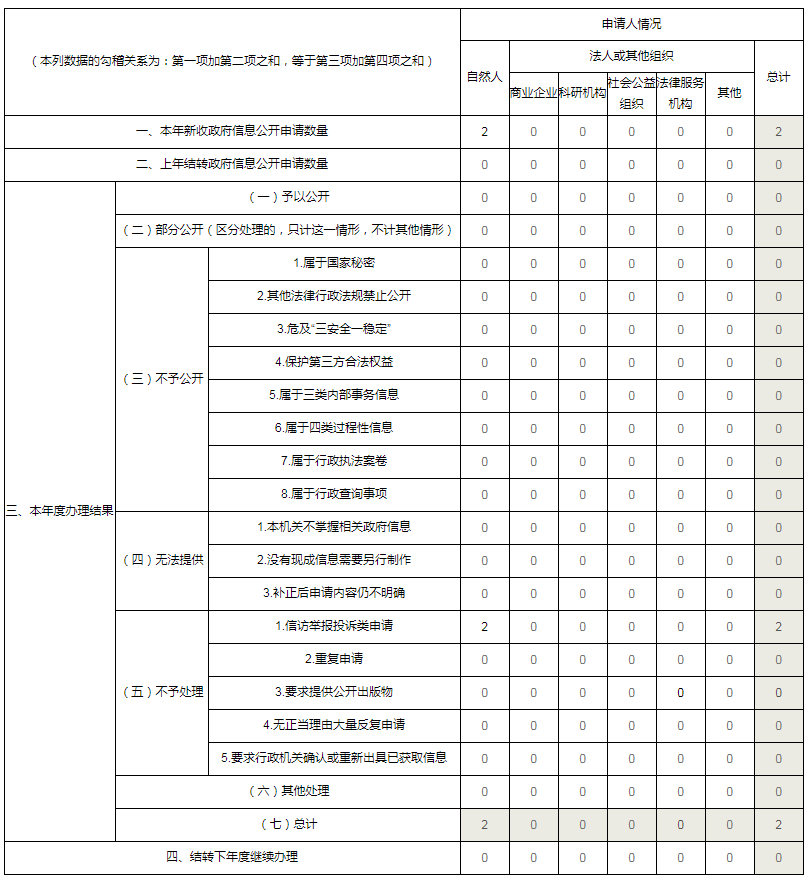 （本列数据的勾稽关系为：第一项加第二项之和，等于第三项加第四项之和）
申请人情况
自然人
法人或其他组织
总计
商业企业
科研机构
社会公益
组织
法律服务
机构
其他
一、本年新收政府信息公开申请数量 2 0 0 0 0 0 2
二、上年结转政府信息公开申请数量 0 0 0 0 0 0 0
三、本年度办理结果
（一）予以公开 0 0 0 0 0 0 0
（二）部分公开（区分处理的，只计这一情形，不计其他情形） 0 0 0 0 0 0 0
（三）不予公开
1.属于国家秘密 0 0 0 0 0 0 0
2.其他法律行政法规禁止公开 0 0 0 0 0 0 0
3.危及“三安全一稳定” 0 0 0 0 0 0 0
4.保护第三方合法权益 0 0 0 0 0 0 0
5.属于三类内部事务信息 0 0 0 0 0 0 0
6.属于四类过程性信息 0 0 0 0 0 0 0
7.属于行政执法案卷 0 0 0 0 0 0 0
8.属于行政查询事项 0 0 0 0 0 0 0
（四）无法提供
1.本机关不掌握相关政府信息 0 0 0 0 0 0 0
2.没有现成信息需要另行制作 0 0 0 0 0 0 0
3.补正后申请内容仍不明确 0 0 0 0 0 0 0
（五）不予处理
1.信访举报投诉类申请 2 0 0 0 0 0 2
2.重复申请 0 0 0 0 0 0 0
3.要求提供公开出版物 0 0 0 0 0 0 0
4.无正当理由大量反复申请 0 0 0 0 0 0 0
5.要求行政机关确认或重新出具已获取信息 0 0 0 0 0 0 0
（六）其他处理 0 0 0 0 0 0 0
（七）总计 2 0 0 0 0 0 2
四、结转下年度继续办理 0 0 0 0 0 0 0